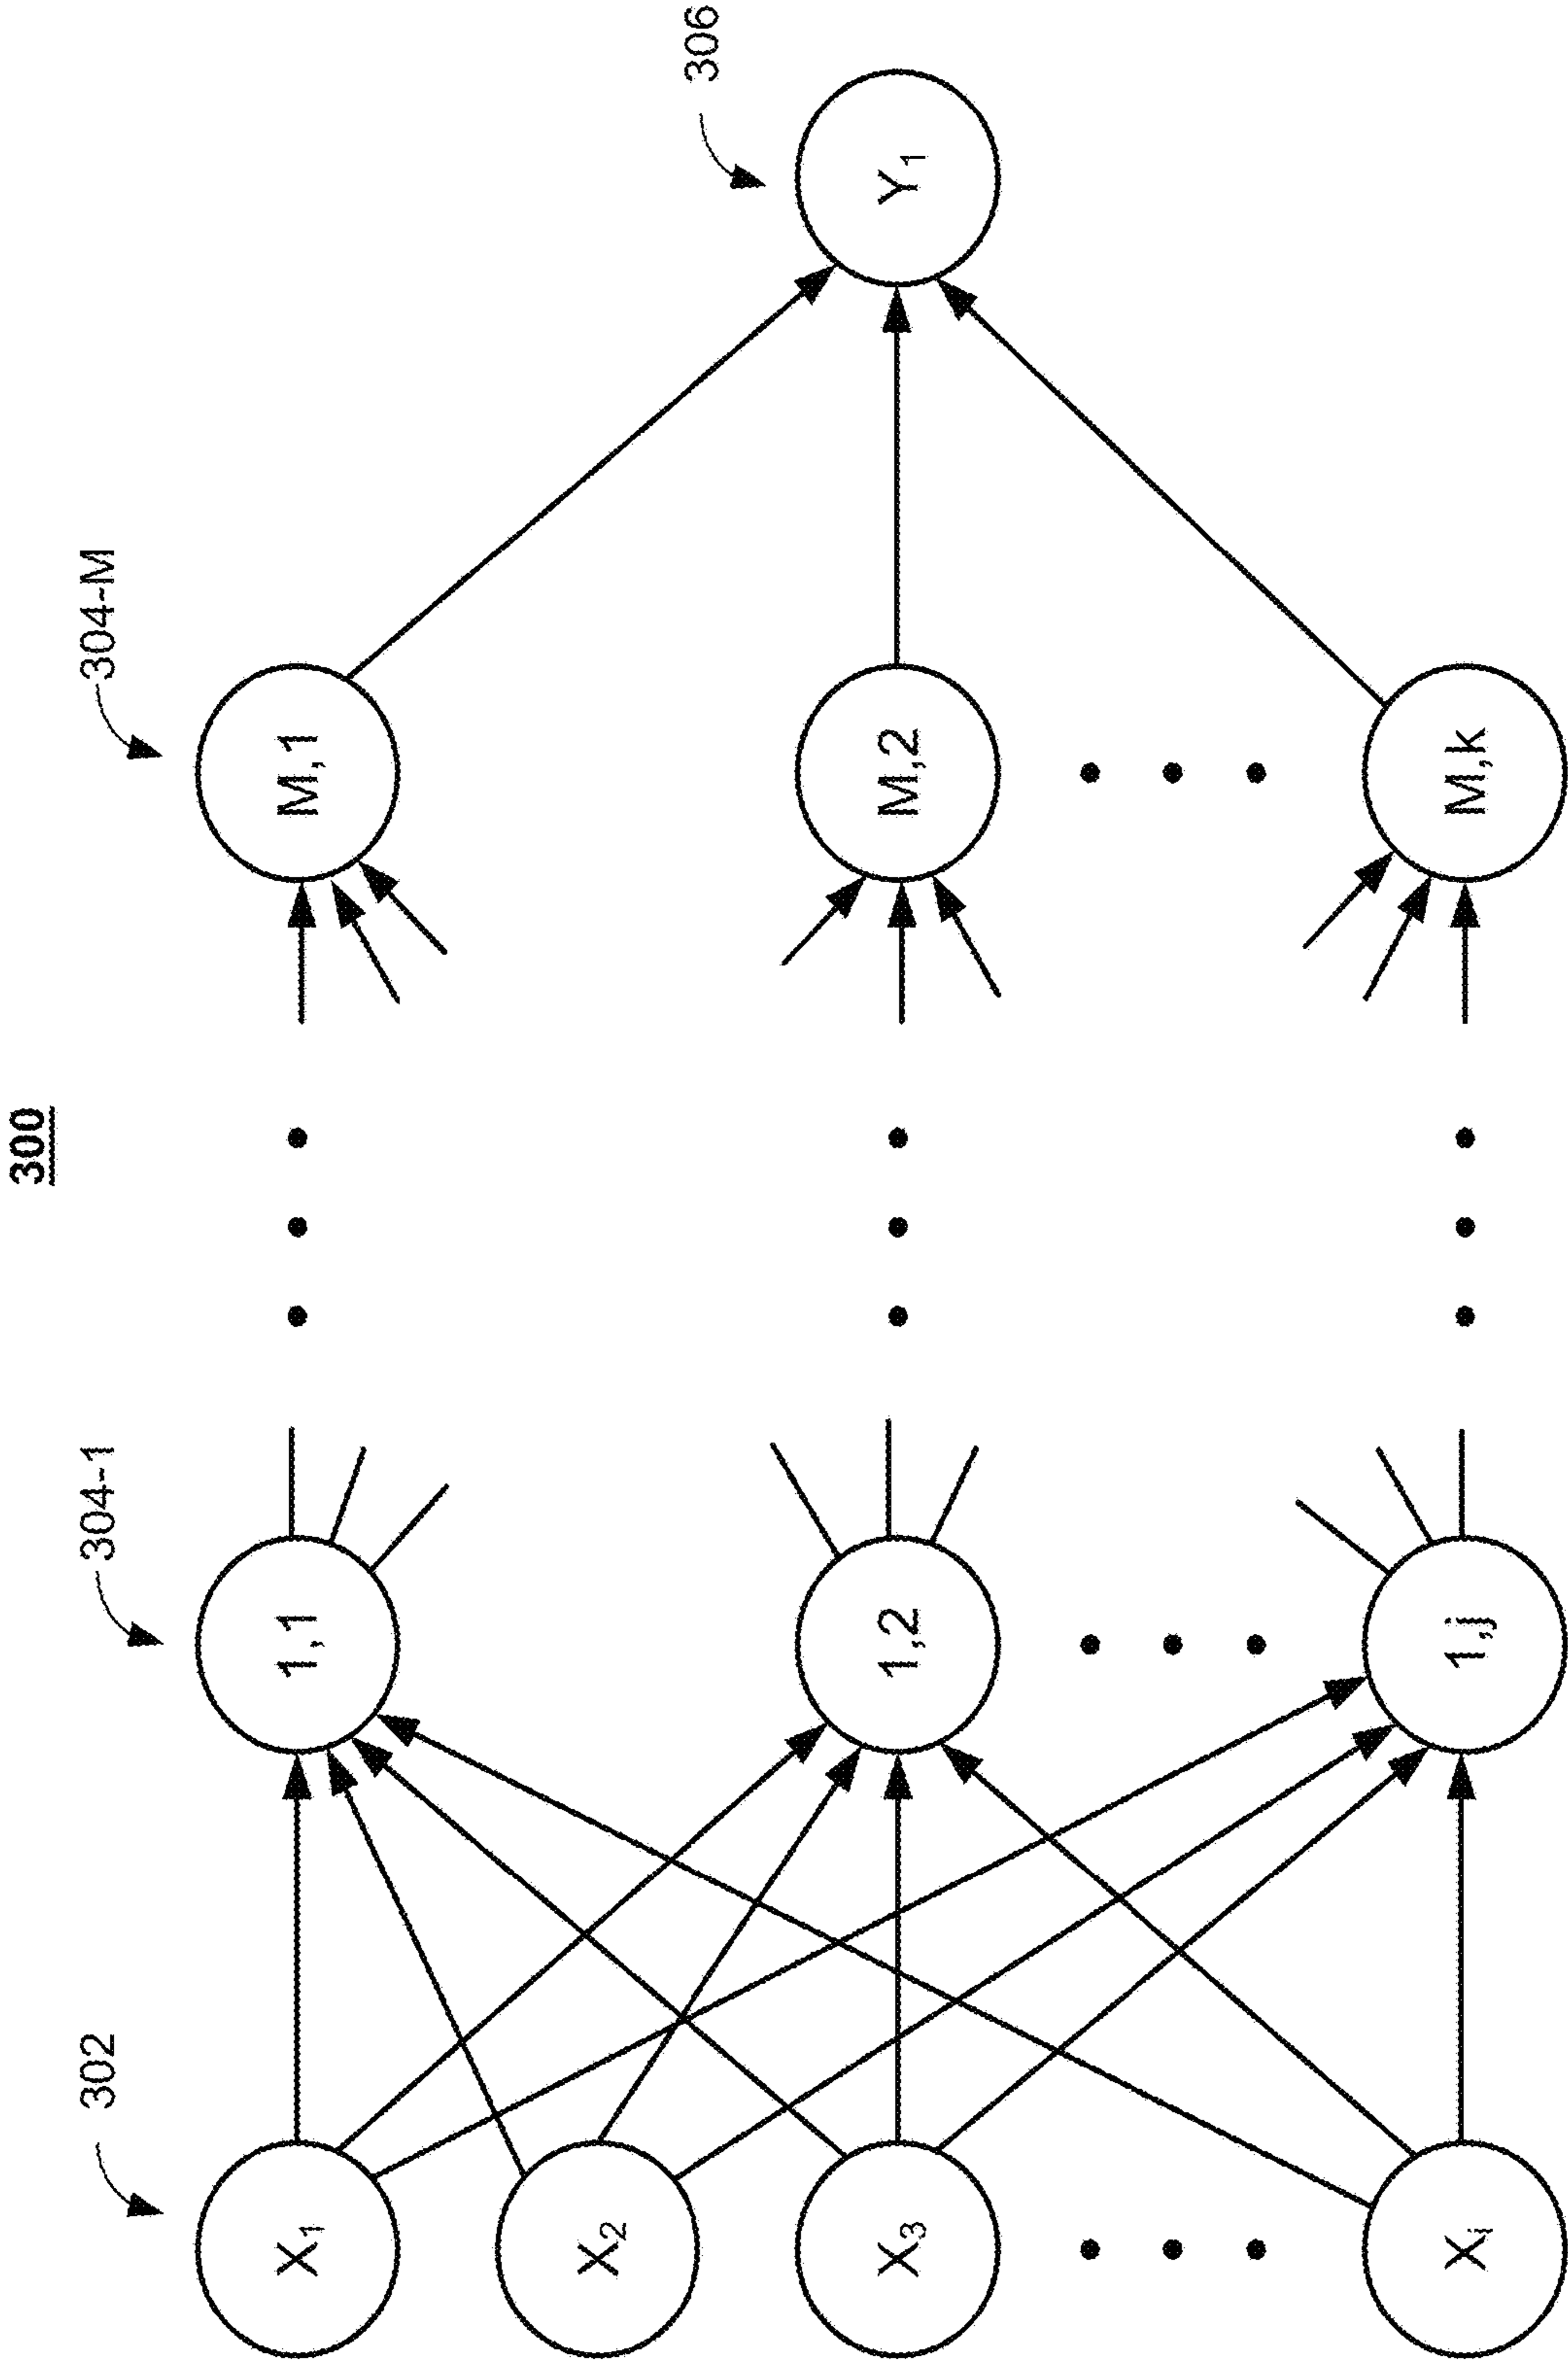 300
302
304-1
304-M
306
X1
X2
X3
Xi
1,1
1,2
1,j
M,1
M,2
M,k
Y1